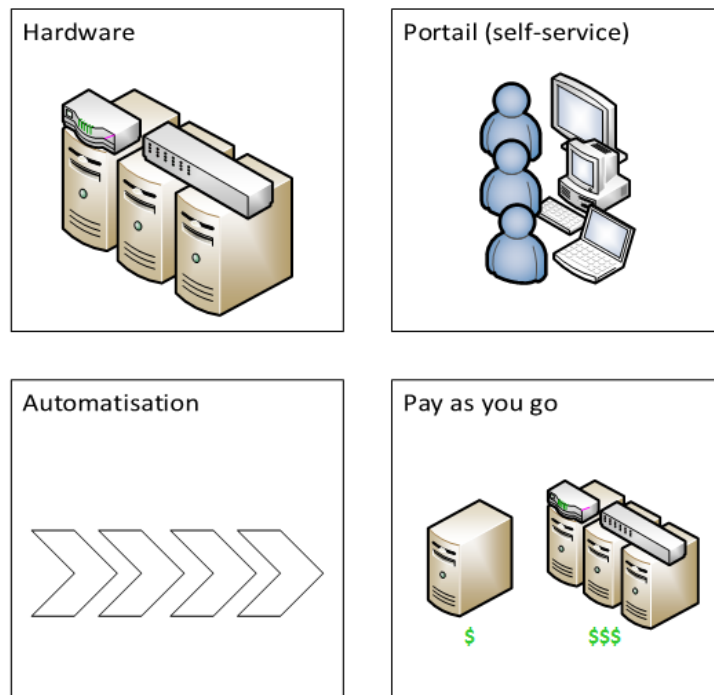 Hardware
Portail (self-service)
Automatisation
Pay as you go
$
$$$